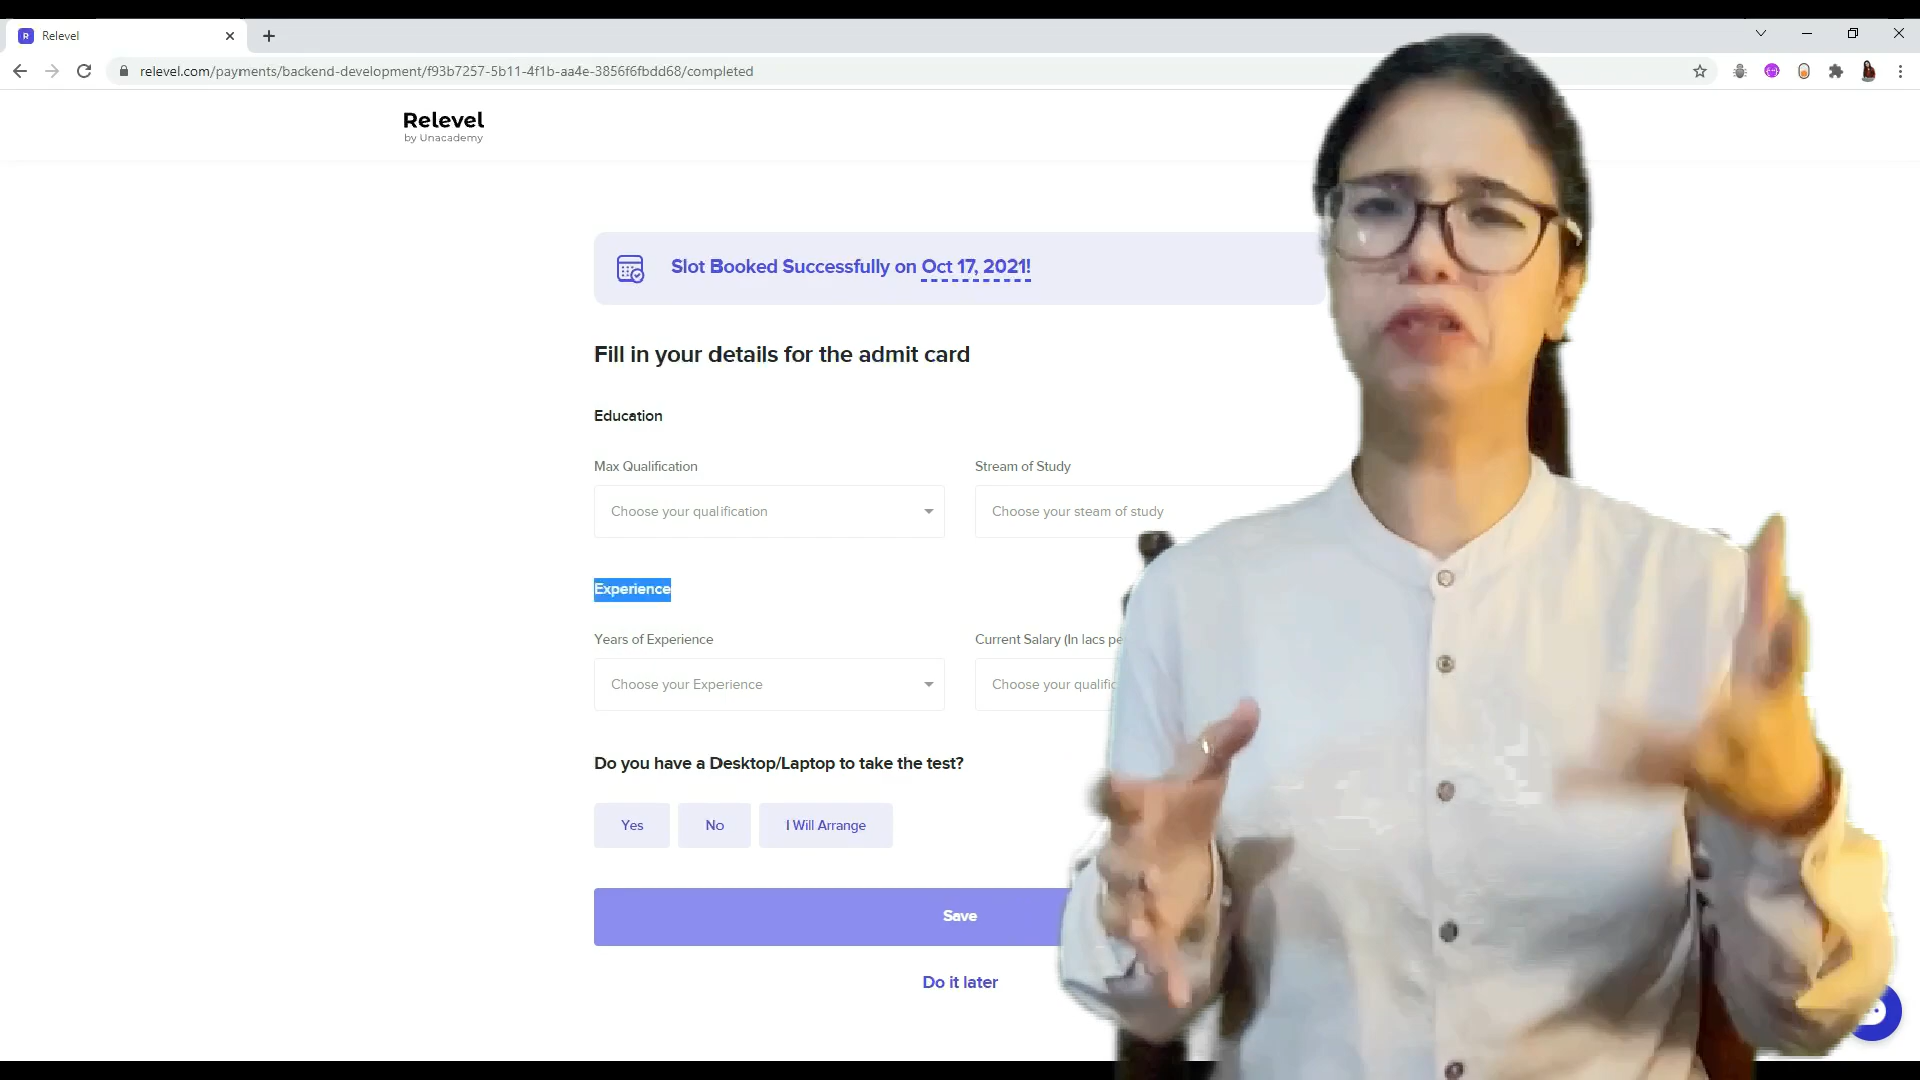 Relevel
relevel.com/payments/backend-development/f93b7257-5b11-4f1b-aa4e-3856f6fbdd68/completed
Relevel
by Unacademy
Slot Booked Successfully on Oct 17, 2021!
Fill in your details for the admit card
Education
Max Qualification
Stream of Study
Choose your qualification
Choose your steam of study
Experience
Years of Experience
Current Salary (In lacs pe
Choose your Experience
Choose your qualific
Do you have a Desktop/Laptop to take the test?
Yes
No
I Will Arrange
Save
Do it later